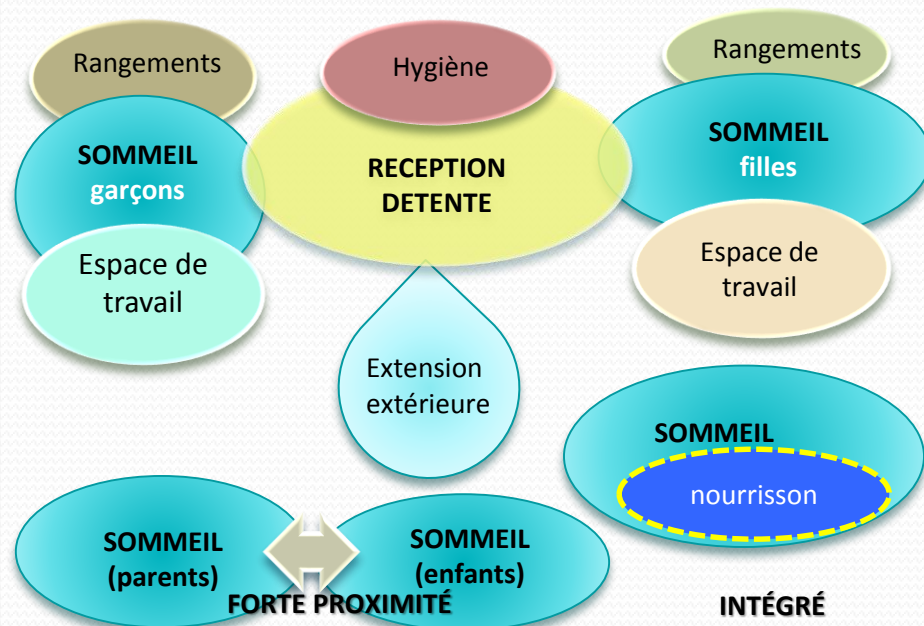 Rangements
Hygiène
Rangements
SOMMEIL
garçons
RECEPTION
DETENTE
SOMMEIL
filles
Espace de
travail
Espace de
travail
Extension
extérieure
SOMMEIL
nourrisson
SOMMEIL
(parents)
SOMMEIL
(enfants)
FORTE PROXIMITÉ
INTÉGRÉ